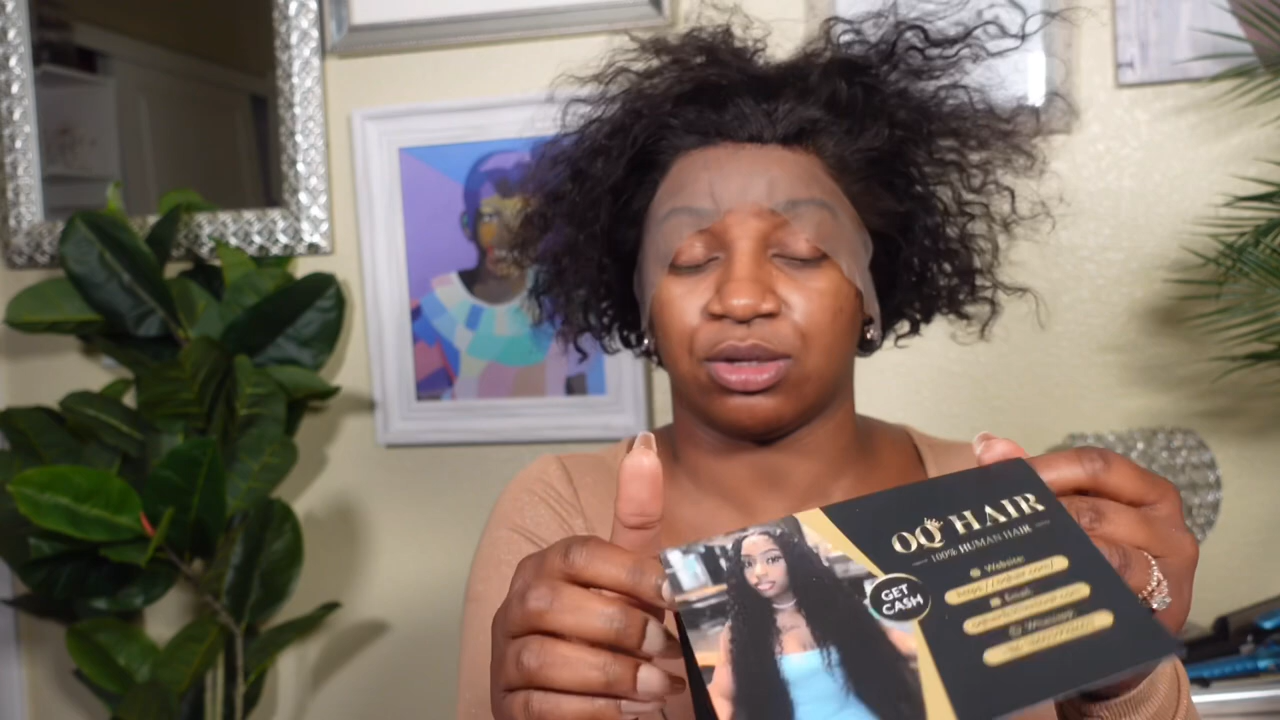 OQ HAIR
100% HUMAN HAIR
Website:
https://oqhair.com/
Email:
WhatsApp:
GET
CASH